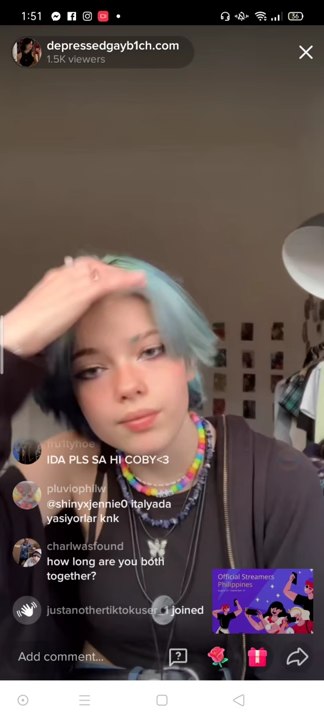 1:51
36
depressedgayb1ch.com
1.5K viewers
IDA PLS SA HI COBY<3
pluviophilw
@shinyxjennie0 italyada
yasiyorlar knk
charlwasfound
how long are you both
together?
justanothertiktokuser joined
Official Streamers
Philippines
Add comment...